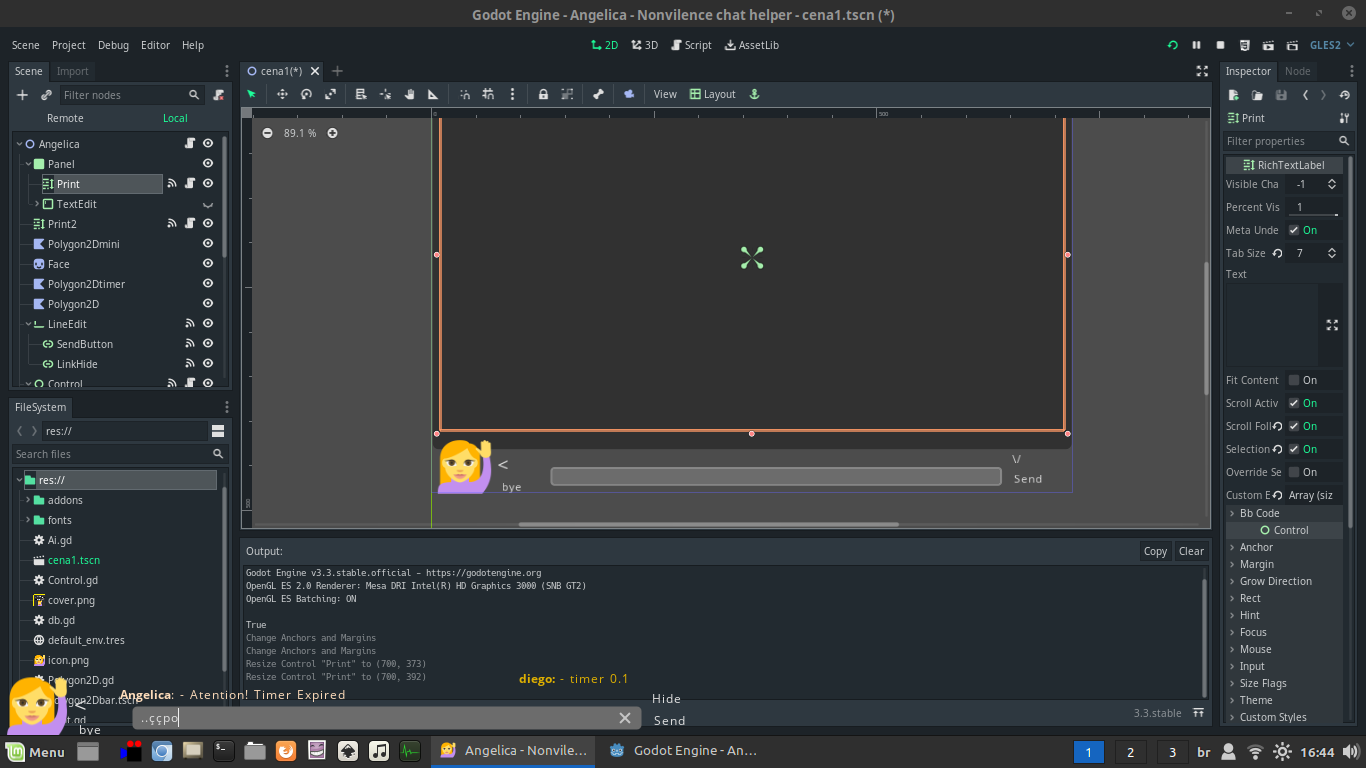 Godot Engine - Angelica - Nonvilence chat helper - cena1.tscn (*)
Scene Project Debug Editor Help
2D 3D Script AssetLib
GLES2
Scene Import
Filter nodes
Remote Local
Angelica
Panel
Print
TextEdit
Print2
Polygon2Dmini
Face
Polygon2Dtimer
Polygon2D
LineEdit
SendButton
LinkHide
Control
FileSystem
res://
Search files
res://
addons
fonts
Ai.gd
cena1.tscn
Control.gd
cover.png
db.gd
default_env.tres
icon.png
cena1(*)
View Layout
0 500
89.1 %
<
bye
\/
Send
Output: Copy Clear
Godot Engine v3.3.stable.official - https://godotengine.org
OpenGL ES 2.0 Renderer: Mesa DRI Intel(R) HD Graphics 3000 (SNB GT2)
OpenGL ES Batching: ON
True
Change Anchors and Margins
Change Anchors and Margins
Resize Control "Print" to (700, 373)
Resize Control "Print" to (700, 392)
3.3.stable
Inspector Node
Print
Filter properties
RichTextLabel
Visible Cha -1
Percent Vis 1
Meta Unde On
Tab Size 7
Text
Fit Content On
Scroll Activ On
Scroll Foll On
Selection On
Override Se On
Custom E Array (siz
Bb Code
Control
Anchor
Margin
Grow Direction
Rect
Hint
Focus
Mouse
Input
Size Flags
Theme
Custom Styles
diego: - timer 0.1
Angelica: - Atention! Timer Expired
<
bye
..ççpo
Hide
Send
Menu
Angelica - Nonvile...
Godot Engine - An...
1 2 3 br 16:44